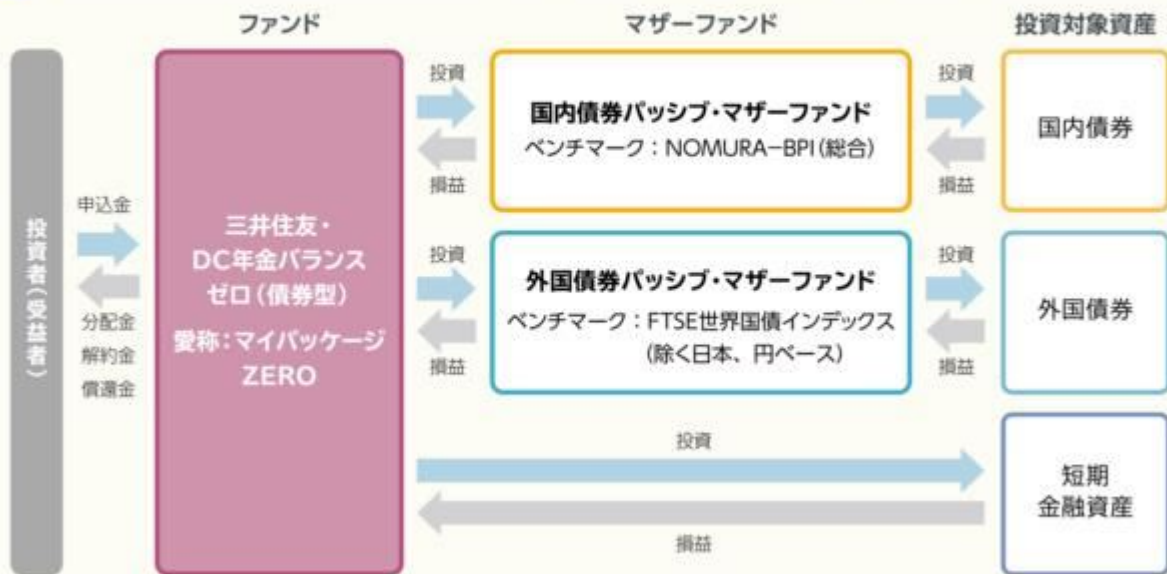 ファンド
マザーファンド
投資対象資産
投資者(受益者)
申込金
分配金
解約金
償還金
三井住友・
DC年金バランス
ゼロ(債券型)
愛称:マイパッケージ
ZERO
投資
損益
国内債券パッシブ・マザーファンド
ベンチマーク:NOMURA−BPI(総合)
投資
損益
国内債券
投資
損益
外国債券パッシブ・マザーファンド
ベンチマーク:FTSE世界国債インデックス
(除く日本、円ベース)
投資
損益
外国債券
投資
損益
短期
金融資産